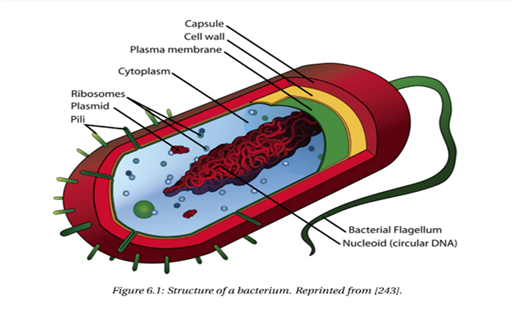 Capsule
Cell wall
Plasma membrane
Cytoplasm
Ribosomes
Plasmid
Pili
Bacterial Flagellum
Nucleoid (circular DNA)
Figure 6.1: Structure of a bacterium. Reprinted from [243].